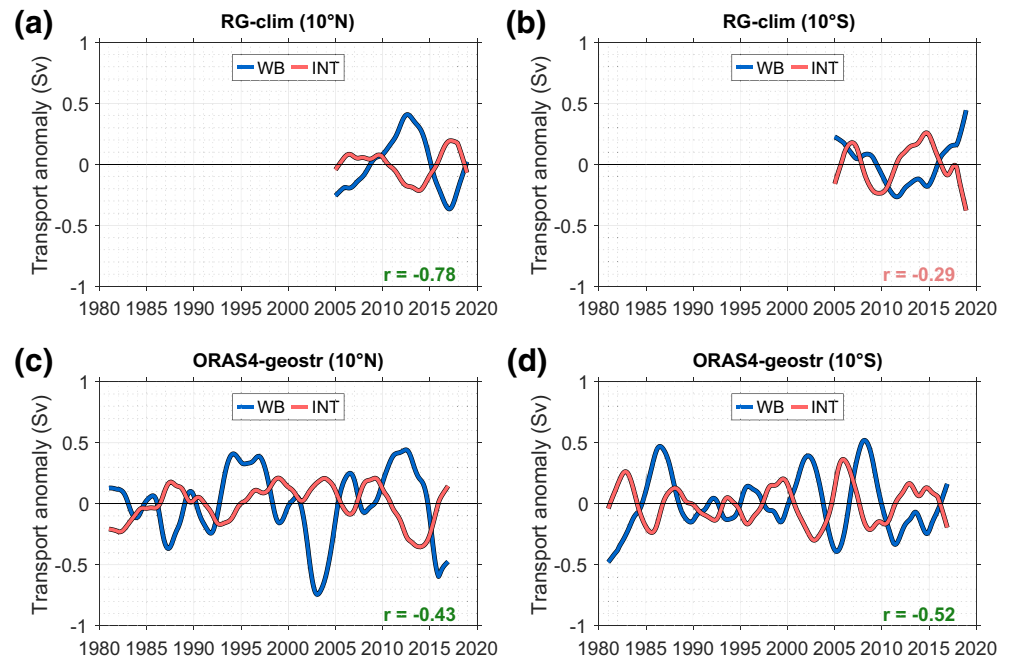 (a)
RG-clim (10°N)
Transport anomaly (Sv)
1
0.5
0
-0.5
-1
WB INT
r = -0.78
1980 1985 1990 1995 2000 2005 2010 2015 2020
(b)
RG-clim (10°S)
Transport anomaly (Sv)
1
0.5
0
-0.5
-1
WB INT
r = -0.29
1980 1985 1990 1995 2000 2005 2010 2015 2020
(c)
ORAS4-geostr (10°N)
Transport anomaly (Sv)
1
0.5
0
-0.5
-1
WB INT
r = -0.43
1980 1985 1990 1995 2000 2005 2010 2015 2020
(d)
ORAS4-geostr (10°S)
Transport anomaly (Sv)
1
0.5
0
-0.5
-1
WB INT
r = -0.52
1980 1985 1990 1995 2000 2005 2010 2015 2020